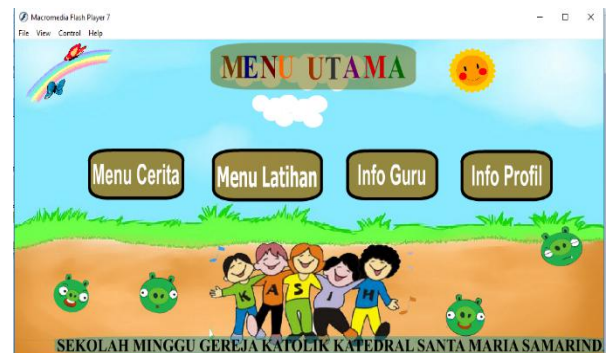 Macromedia Flash Player 7
File View Control Help
MENU UTAMA
Menu Cerita
Menu Latihan
Info Guru
Info Profil
K A S I H
SEKOLAH MINGGU GEREJA KATOLIK KATEDRAL SANTA MARIA SAMARIND